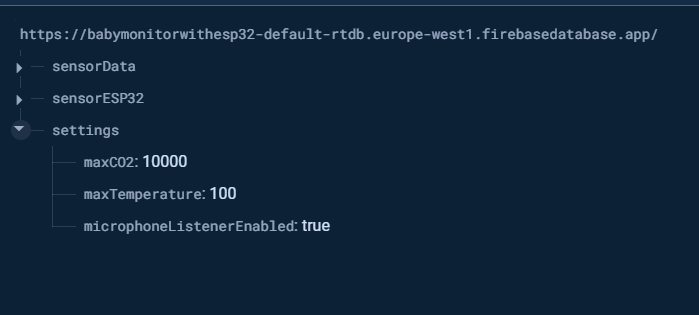 https://babymonitorwithesp32-default-rtdb.europe-west1.firebasedatabase.app/
sensorData
sensorESP32
settings
maxCO2: 10000
maxTemperature: 100
microphoneListenerEnabled: true